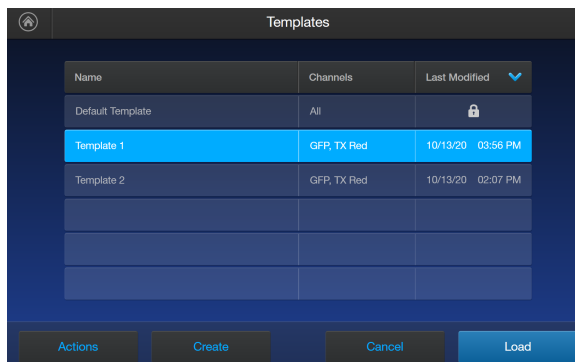 Templates
Name Channels Last Modified
Default Template All
Template 1 GFP, TX Red 10/13/20 03:56 PM
Template 2 GFP, TX Red 10/13/20 02:07 PM
Actions Create Cancel Load